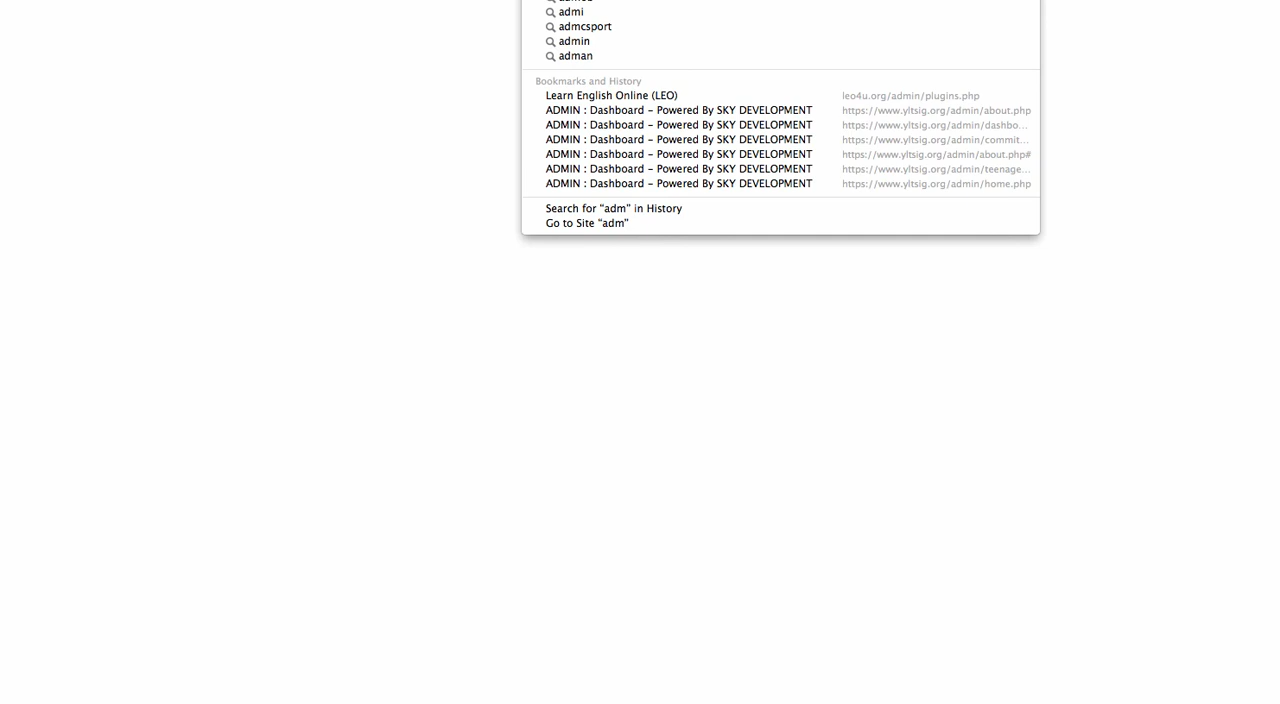 admi
admcsport
admin
adman
Bookmarks and History
Learn English Online (LEO) leo4u.org/admin/plugins.php
ADMIN : Dashboard – Powered By SKY DEVELOPMENT https://www.yltsig.org/admin/about.php
ADMIN : Dashboard – Powered By SKY DEVELOPMENT https://www.yltsig.org/admin/dashbo...
ADMIN : Dashboard – Powered By SKY DEVELOPMENT https://www.yltsig.org/admin/commit...
ADMIN : Dashboard – Powered By SKY DEVELOPMENT https://www.yltsig.org/admin/about.php#
ADMIN : Dashboard – Powered By SKY DEVELOPMENT https://www.yltsig.org/admin/teenage...
ADMIN : Dashboard – Powered By SKY DEVELOPMENT https://www.yltsig.org/admin/home.php
Search for “adm” in History
Go to Site “adm”